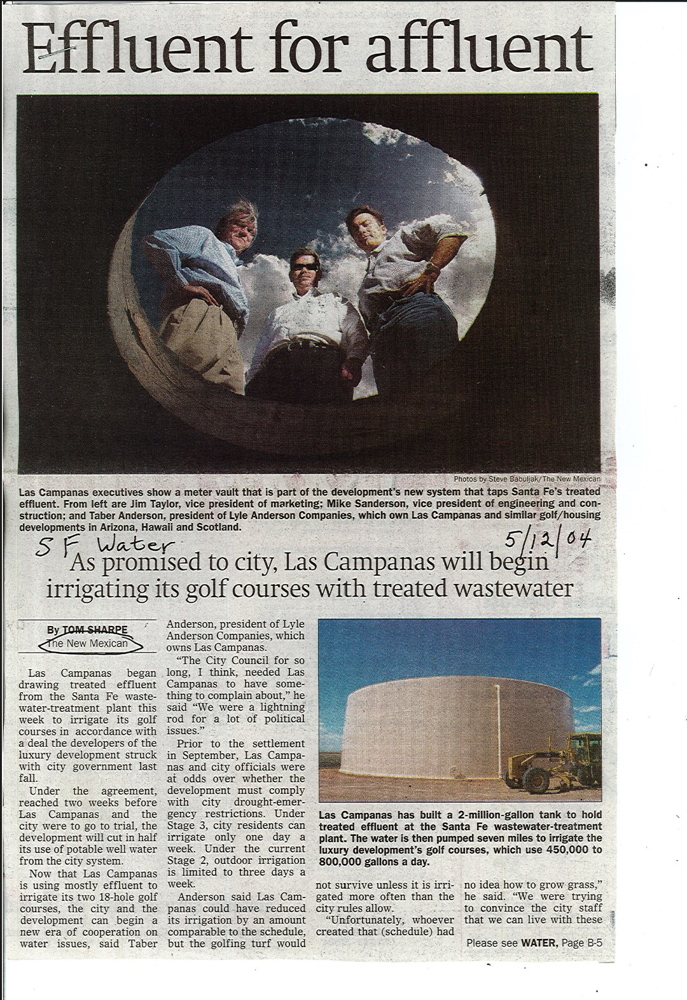 Effluent for affluent
Photos by Steve Babuljak/The New Mexican
Las Campanas executives show a meter vault that is part of the development's new system that taps Santa Fe's treated
effluent. From left are Jim Taylor, vice president of marketing; Mike Sanderson, vice president of engineering and con-
struction; and Taber Anderson, president of Lyle Anderson Companies, which own Las Campanas and similar golf/housing
developments in Arizona, Hawaii and Scotland.
S F Water
5/12/04
As promised to city, Las Campanas will begin
irrigating its golf courses with treated wastewater
By TOM SHARPE
The New Mexican
Las Campanas began
drawing treated effluent
from the Santa Fe waste-
water-treatment plant this
week to irrigate its golf
courses in accordance with
a deal the developers of the
luxury development struck
with city government last
fall.
Under the agreement,
reached two weeks before
Las Campanas and the
city were to go to trial, the
development will cut in half
its use of potable well water
from the city system.
Now that Las Campanas
is using mostly effluent to
irrigate its two 18-hole golf
courses, the city and the
development can begin a
new era of cooperation on
water issues, said Taber
Anderson, president of Lyle
Anderson Companies, which
owns Las Campanas.
"The City Council for so
long, I think, needed Las
Campanas to have some-
thing to complain about," he
said "We were a lightning
rod for a lot of political
issues."
Prior to the settlement
in September, Las Campa-
nas and city officials were
at odds over whether the
development must comply
with city drought-emer-
gency restrictions. Under
Stage 3, city residents can
irrigate only one day a
week. Under the current
Stage 2, outdoor irrigation
is limited to three days a
week.
Anderson said Las Cam-
panas could have reduced
its irrigation by an amount
comparable to the schedule,
but the golfing turf would
Las Campanas has built a 2-million-gallon tank to hold
treated effluent at the Santa Fe wastewater-treatment
plant. The water is then pumped seven miles to irrigate the
luxury development's golf courses, which use 450,000 to
800,000 gallons a day.
not survive unless it is irri-
gated more often than the
city rules allow.
"Unfortunately, whoever
created that (schedule) had
no idea how to grow grass,"
he said. "We were trying
to convince the city staff
that we can live with these
Please see WATER, Page B-5